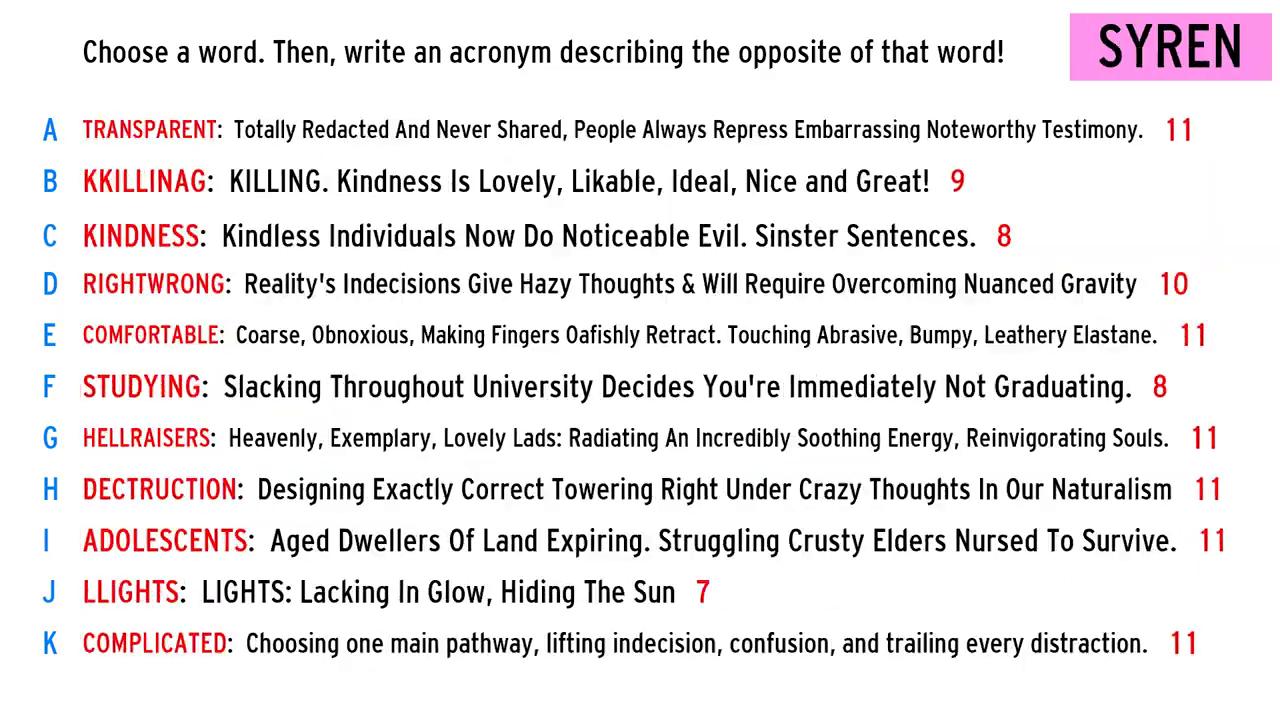 Choose a word. Then, write an acronym describing the opposite of that word!
SYREN
A TRANSPARENT: Totally Redacted And Never Shared, People Always Repress Embarrassing Noteworthy Testimony. 11
B KKILLINAG: KILLING. Kindness Is Lovely, Likable, Ideal, Nice and Great! 9
C KINDNESS: Kindless Individuals Now Do Noticeable Evil. Sinster Sentences. 8
D RIGHTWRONG: Reality's Indecisions Give Hazy Thoughts & Will Require Overcoming Nuanced Gravity 10
E COMFORTABLE: Coarse, Obnoxious, Making Fingers Oafishly Retract. Touching Abrasive, Bumpy, Leathery Elastane. 11
F STUDYING: Slacking Throughout University Decides You're Immediately Not Graduating. 8
G HELLRAISERS: Heavenly, Exemplary, Lovely Lads: Radiating An Incredibly Soothing Energy, Reinvigorating Souls. 11
H DECTRUCTION: Designing Exactly Correct Towering Right Under Crazy Thoughts In Our Naturalism 11
I ADOLESCENTS: Aged Dwellers Of Land Expiring. Struggling Crusty Elders Nursed To Survive. 11
J LLIGHTS: LIGHTS: Lacking In Glow, Hiding The Sun 7
K COMPLICATED: Choosing one main pathway, lifting indecision, confusion, and trailing every distraction. 11